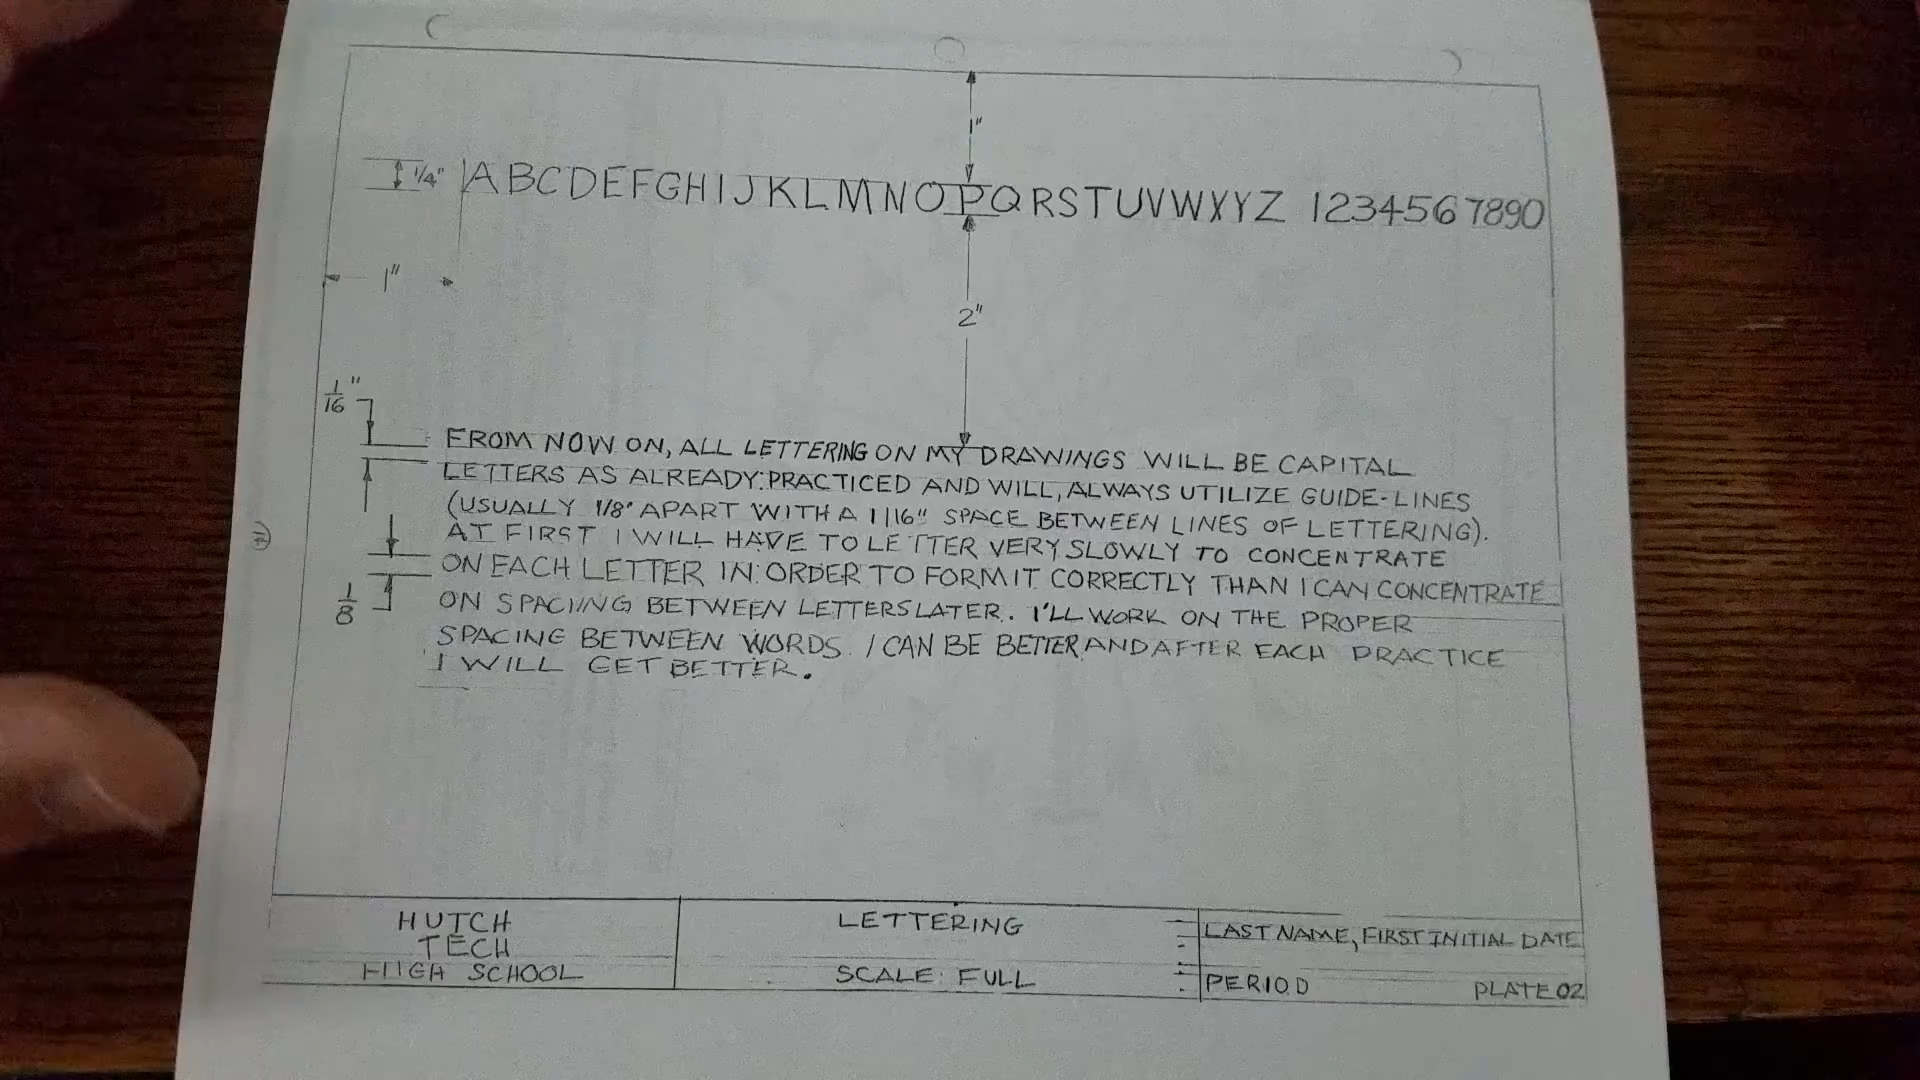 1"
1/4" ABCDEFGHIJKLMNOPQRSTUVWXYZ 1234567890
1"
2"
1/16"
FROM NOW ON, ALL LETTERING ON MY DRAWINGS WILL BE CAPITAL
LETTERS AS ALREADY PRACTICED AND WILL, ALWAYS UTILIZE GUIDE-LINES
(USUALLY 1/8" APART WITH A 1/16" SPACE BETWEEN LINES OF LETTERING).
AT FIRST I WILL HAVE TO LETTER VERY SLOWLY TO CONCENTRATE
ON EACH LETTER IN ORDER TO FORM IT CORRECTLY THAN I CAN CONCENTRATE
1/8
ON SPACING BETWEEN LETTERS LATER. I'LL WORK ON THE PROPER
SPACING BETWEEN WORDS. I CAN BE BETTER AND AFTER EACH PRACTICE
I WILL GET BETTER.
HUTCH
TECH
HIGH SCHOOL
LETTERING
SCALE: FULL
LAST NAME, FIRST INITIAL DATE
PERIOD PLATE 02